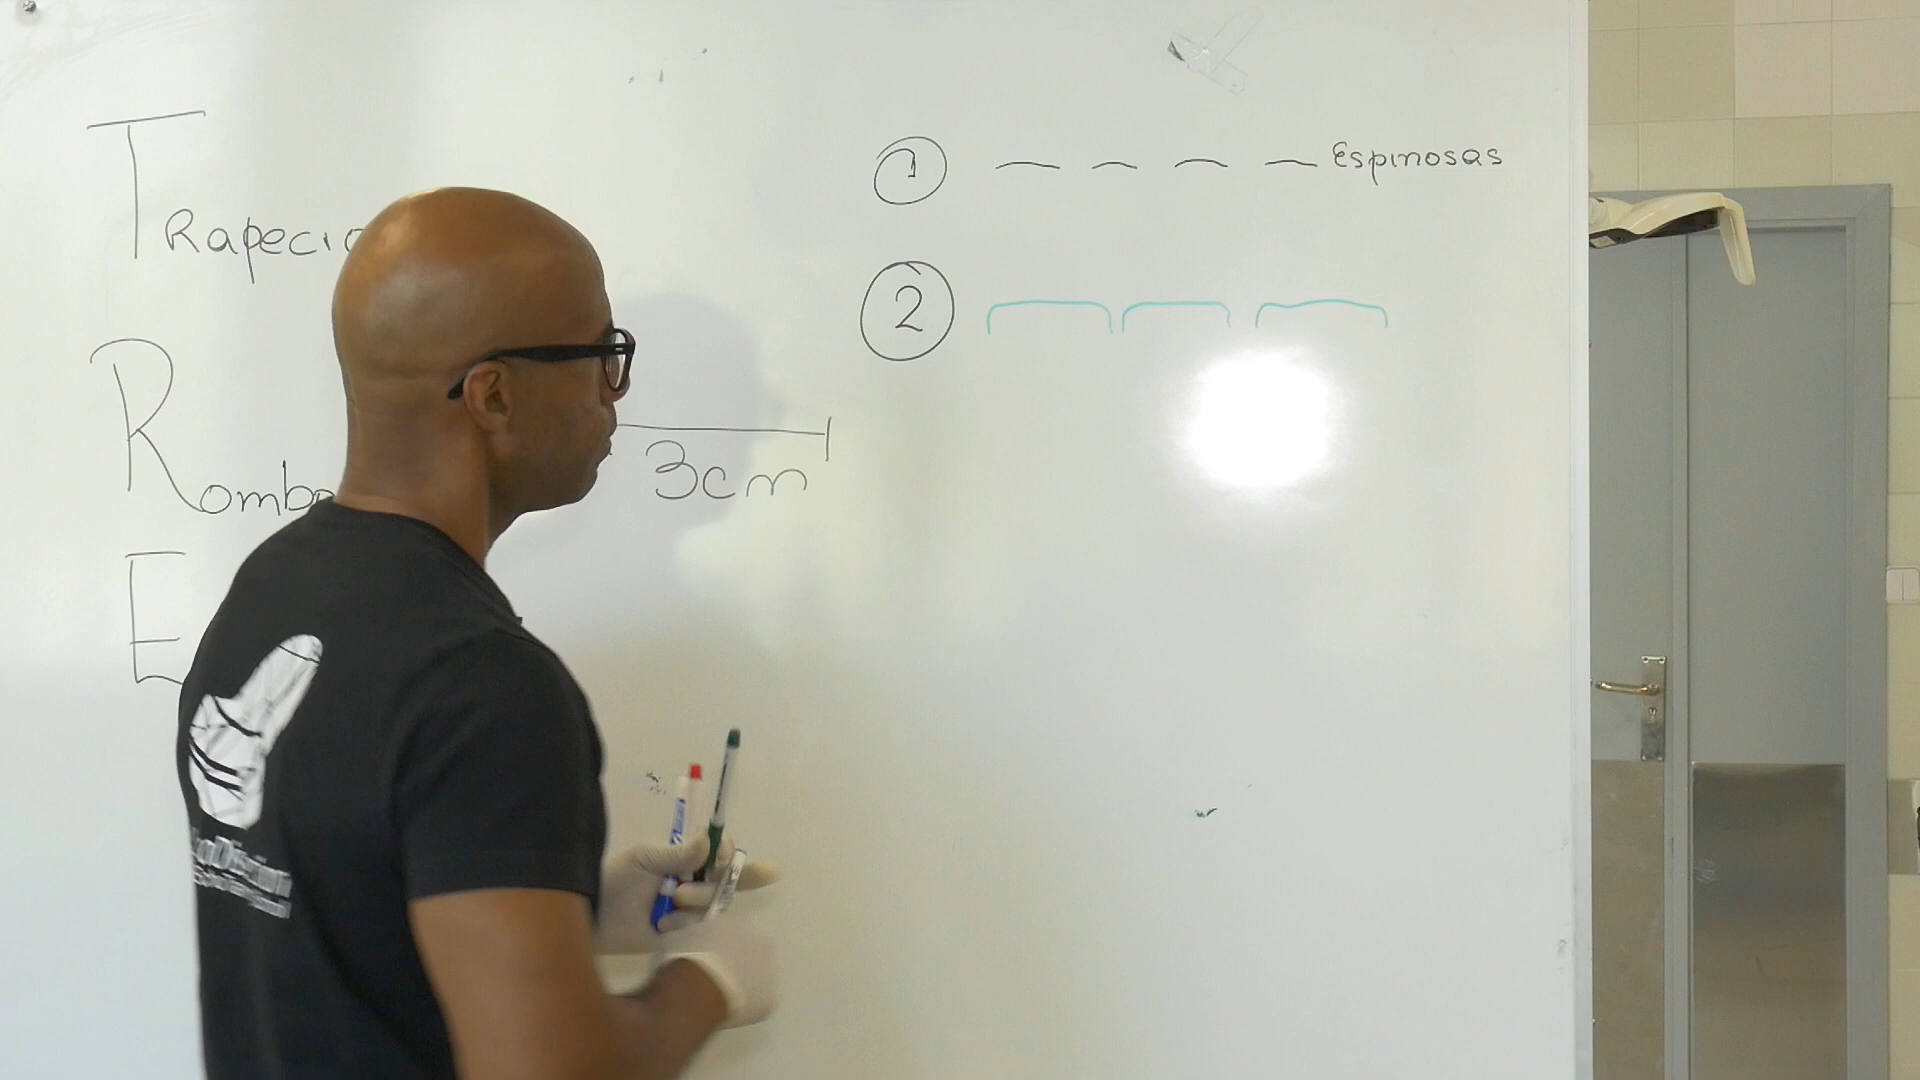 Trapecio
Rombo
E
3cm
1 Espinosas
2